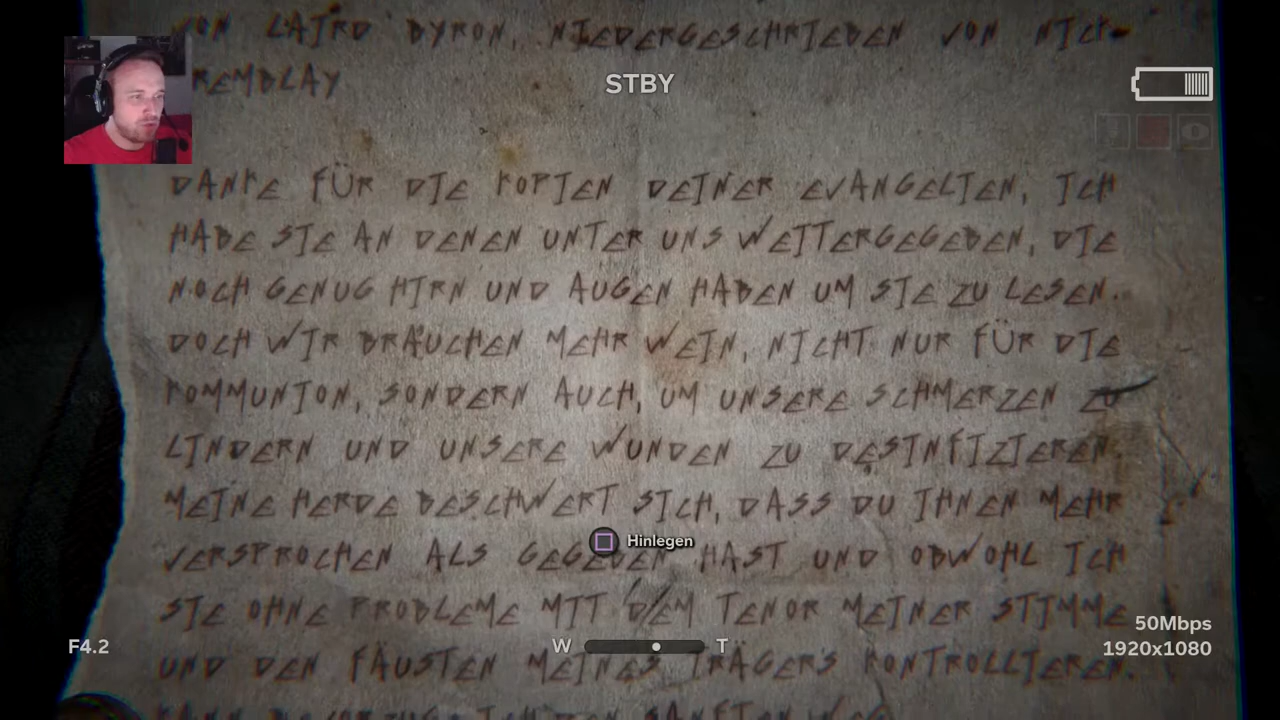 VON LAIRD BYRON, NIEDERGESCHRIEBEN VON NICK
TREMBLAY
STBY
DANKE FÜR DIE KOPIEN DEINER EVANGELIEN, ICH
HABE SIE AN DENEN UNTER UNS WEITERGEGEBEN, DIE
NOCH GENUG HIRN UND AUGEN HABEN UM SIE ZU LESEN.
DOCH WIR BRAUCHEN MEHR WEIN, NICHT NUR FÜR DIE
KOMMUNION, SONDERN AUCH, UM UNSERE SCHMERZEN ZU
LINDERN UND UNSERE WUNDEN ZU DESINFIZIEREN.
MEINE HERDE BESCHWERT SICH, DASS DU IHNEN MEHR
Hinlegen
VERSPROCHEN ALS GEGEBEN HAST UND OBWOHL ICH
SIE OHNE PROBLEME MIT DEM TENOR MEINER STIMME
50Mbps
F4.2
W
T
1920x1080
UND DEN FÄUSTEN MEINES TRÄGERS KONTROLLIEREN